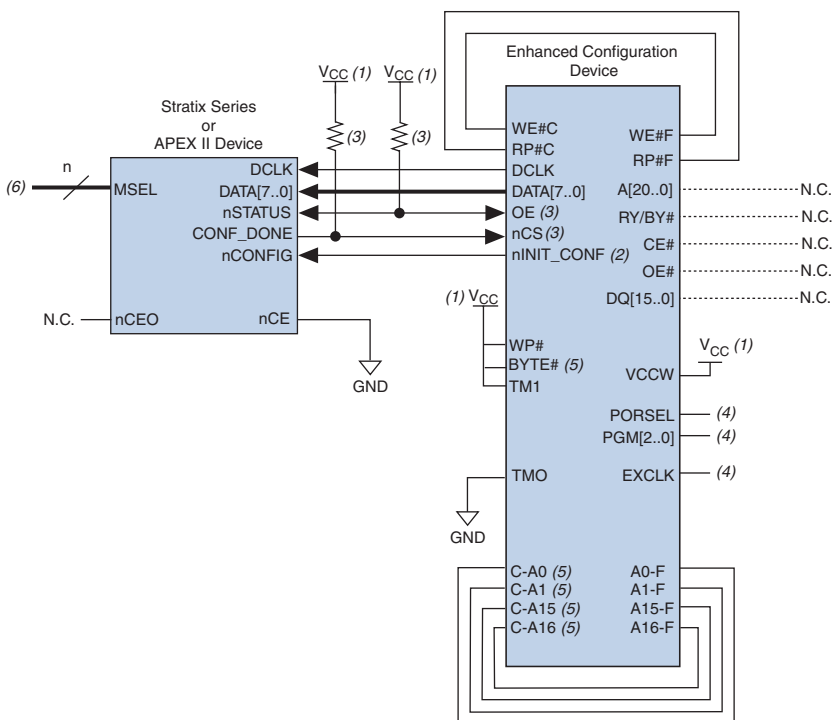 Enhanced Configuration
Device
Stratix Series
or
APEX II Device
VCC (1)
VCC (1)
(3)
(3)
n
(6)
MSEL
DCLK
DATA[7..0]
nSTATUS
CONF_DONE
nCONFIG
N.C.
nCEO
nCE
GND
WE#C
RP#C
DCLK
DATA[7..0]
OE (3)
nCS(3)
nINIT_CONF (2)
WE#F
RP#F
A[20..0]
N.C.
RY/BY#
N.C.
CE#
N.C.
OE#
N.C.
DQ[15..0]
N.C.
(1) VCC
WP#
BYTE# (5)
TM1
VCC (1)
VCCW
PORSEL
(4)
PGM[2..0]
(4)
TMO
EXCLK
(4)
GND
C-A0 (5)
A0-F
C-A1 (5)
A1-F
C-A15 (5)
A15-F
C-A16 (5)
A16-F